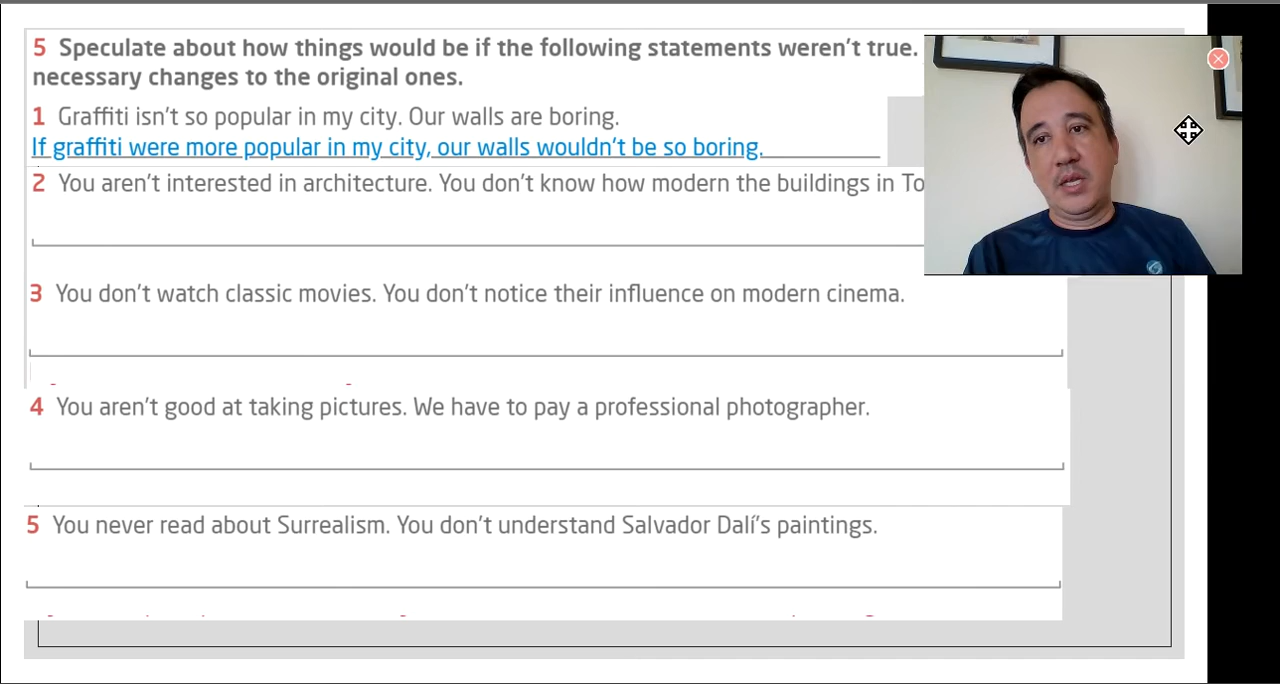 5 Speculate about how things would be if the following statements weren't true.
necessary changes to the original ones.
1 Graffiti isn't so popular in my city. Our walls are boring.
If graffiti were more popular in my city, our walls wouldn't be so boring.
2 You aren't interested in architecture. You don't know how modern the buildings in To
3 You don't watch classic movies. You don't notice their influence on modern cinema.
4 You aren't good at taking pictures. We have to pay a professional photographer.
5 You never read about Surrealism. You don't understand Salvador Dalí's paintings.